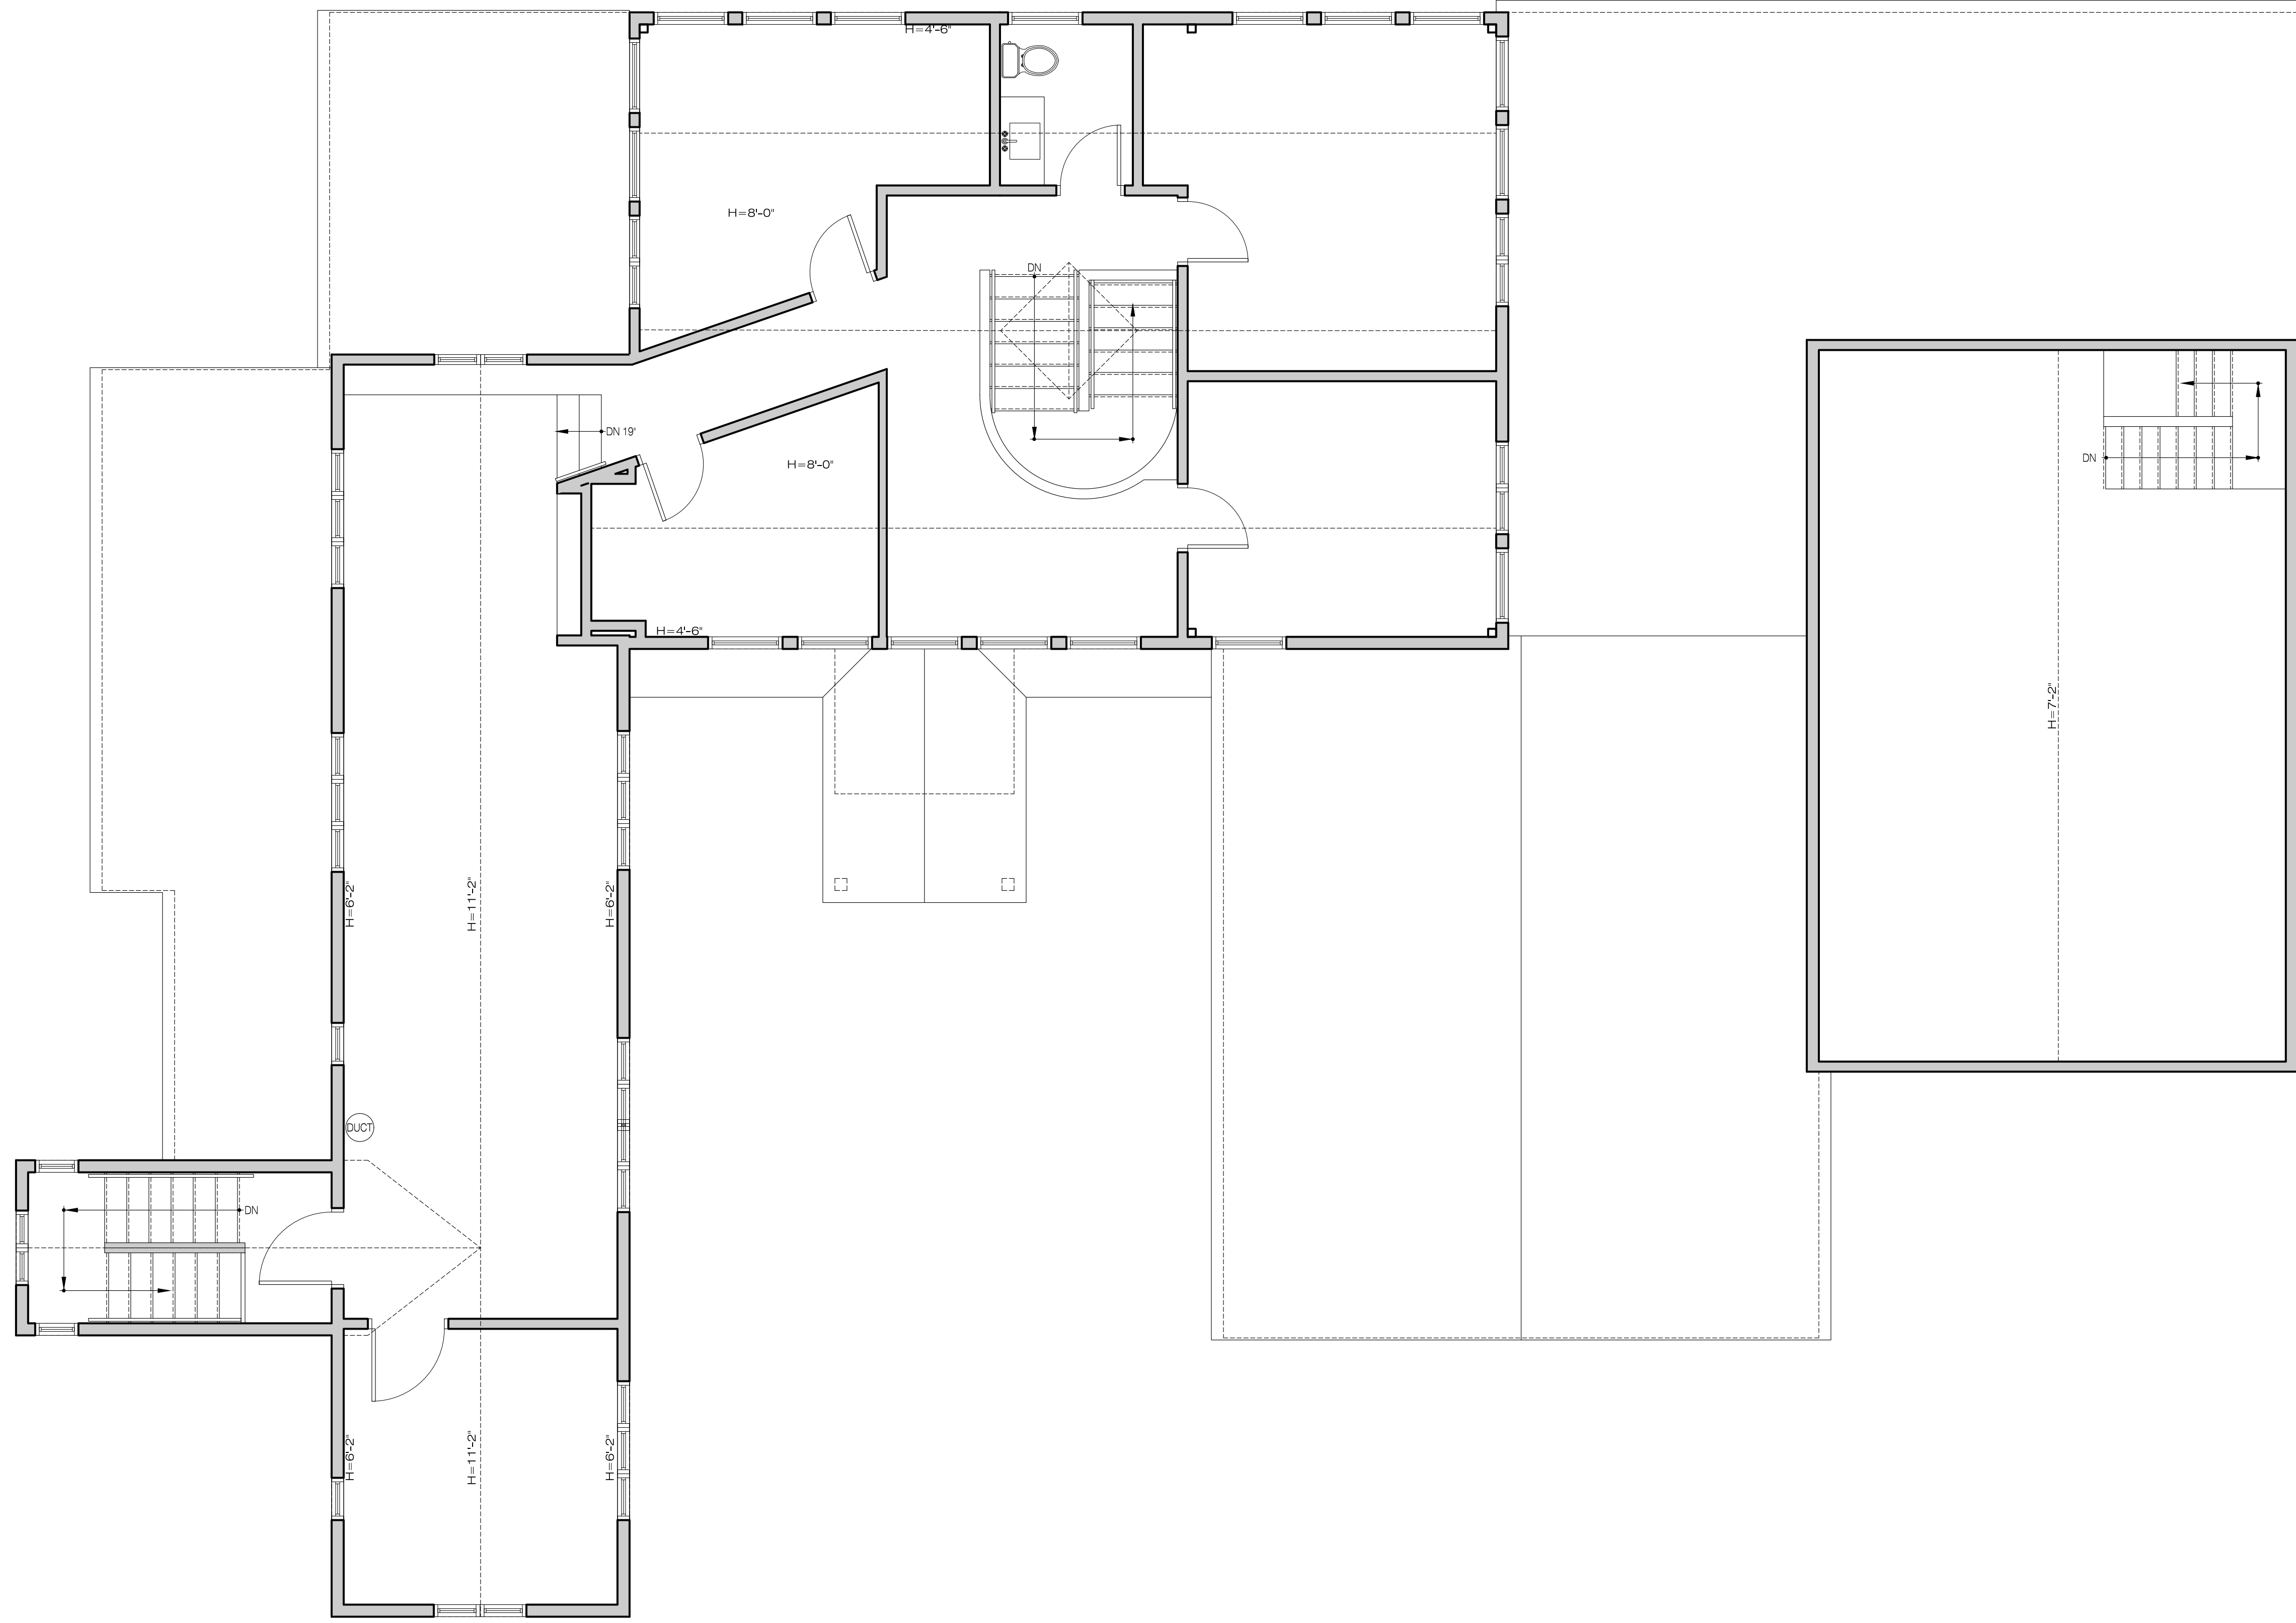 H=4'-6"
H=8'-0"
DN
DN 19"
H=8'-0"
DN
H=4'-6"
H=7'-2"
H=6'-2"
H=11'-2"
H=6'-2"
DUCT
DN
H=6'-2"
H=11'-2"
H=6'-2"